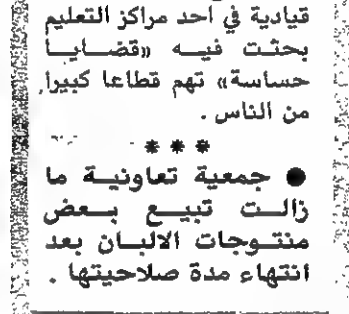 قيادية في احد مراكز التعليم
بحثت فيه «قضايا
حساسة» تهم قطاعا كبيرا
من الناس .
* * *
● جمعية تعاونية ما
زالت تبيع بعض
منتوجات الالبان بعد
انتهاء مدة صلاحيتها .